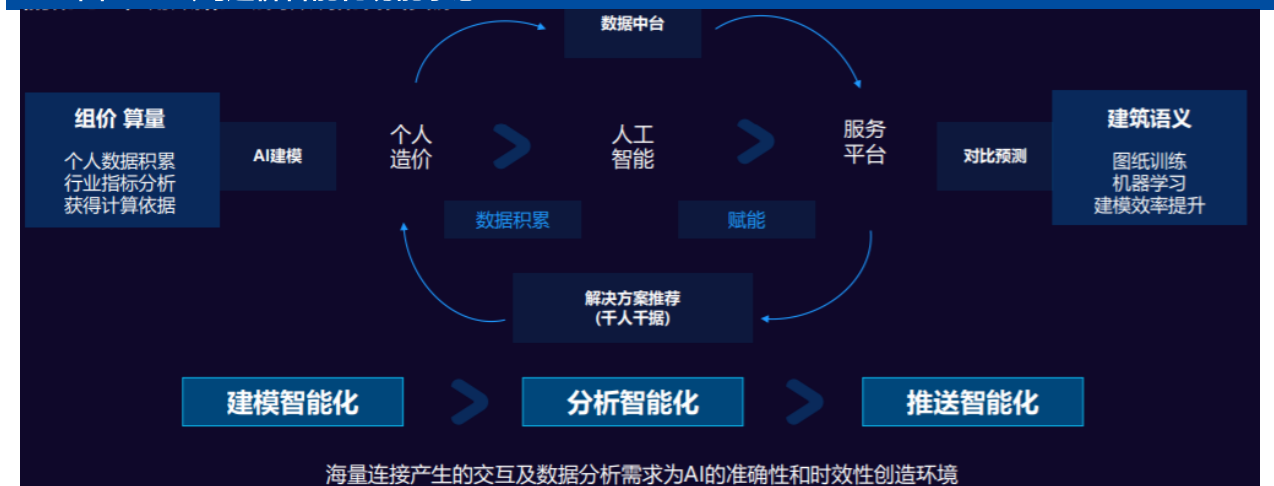 数据中台
组价 算量
个人数据积累
行业指标分析
获得计算依据
AI建模
个人
造价
人工
智能
服务
平台
对比预测
建筑语义
图纸训练
机器学习
建模效率提升
数据积累
赋能
解决方案推荐
(千人千据)
建模智能化
分析智能化
推送智能化
海量连接产生的交互及数据分析需求为AI的准确性和时效性创造环境